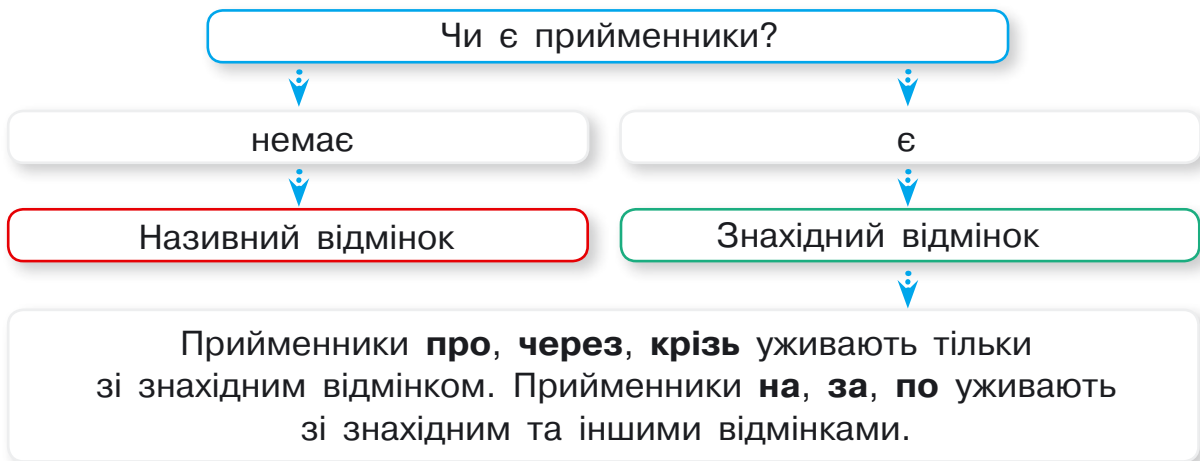 Чи є прийменники?
немає
є
Називний відмінок
Знахідний відмінок
Прийменники про, через, крізь уживають тільки
зі знахідним відмінком. Прийменники на, за, по уживають
зі знахідним та іншими відмінками.